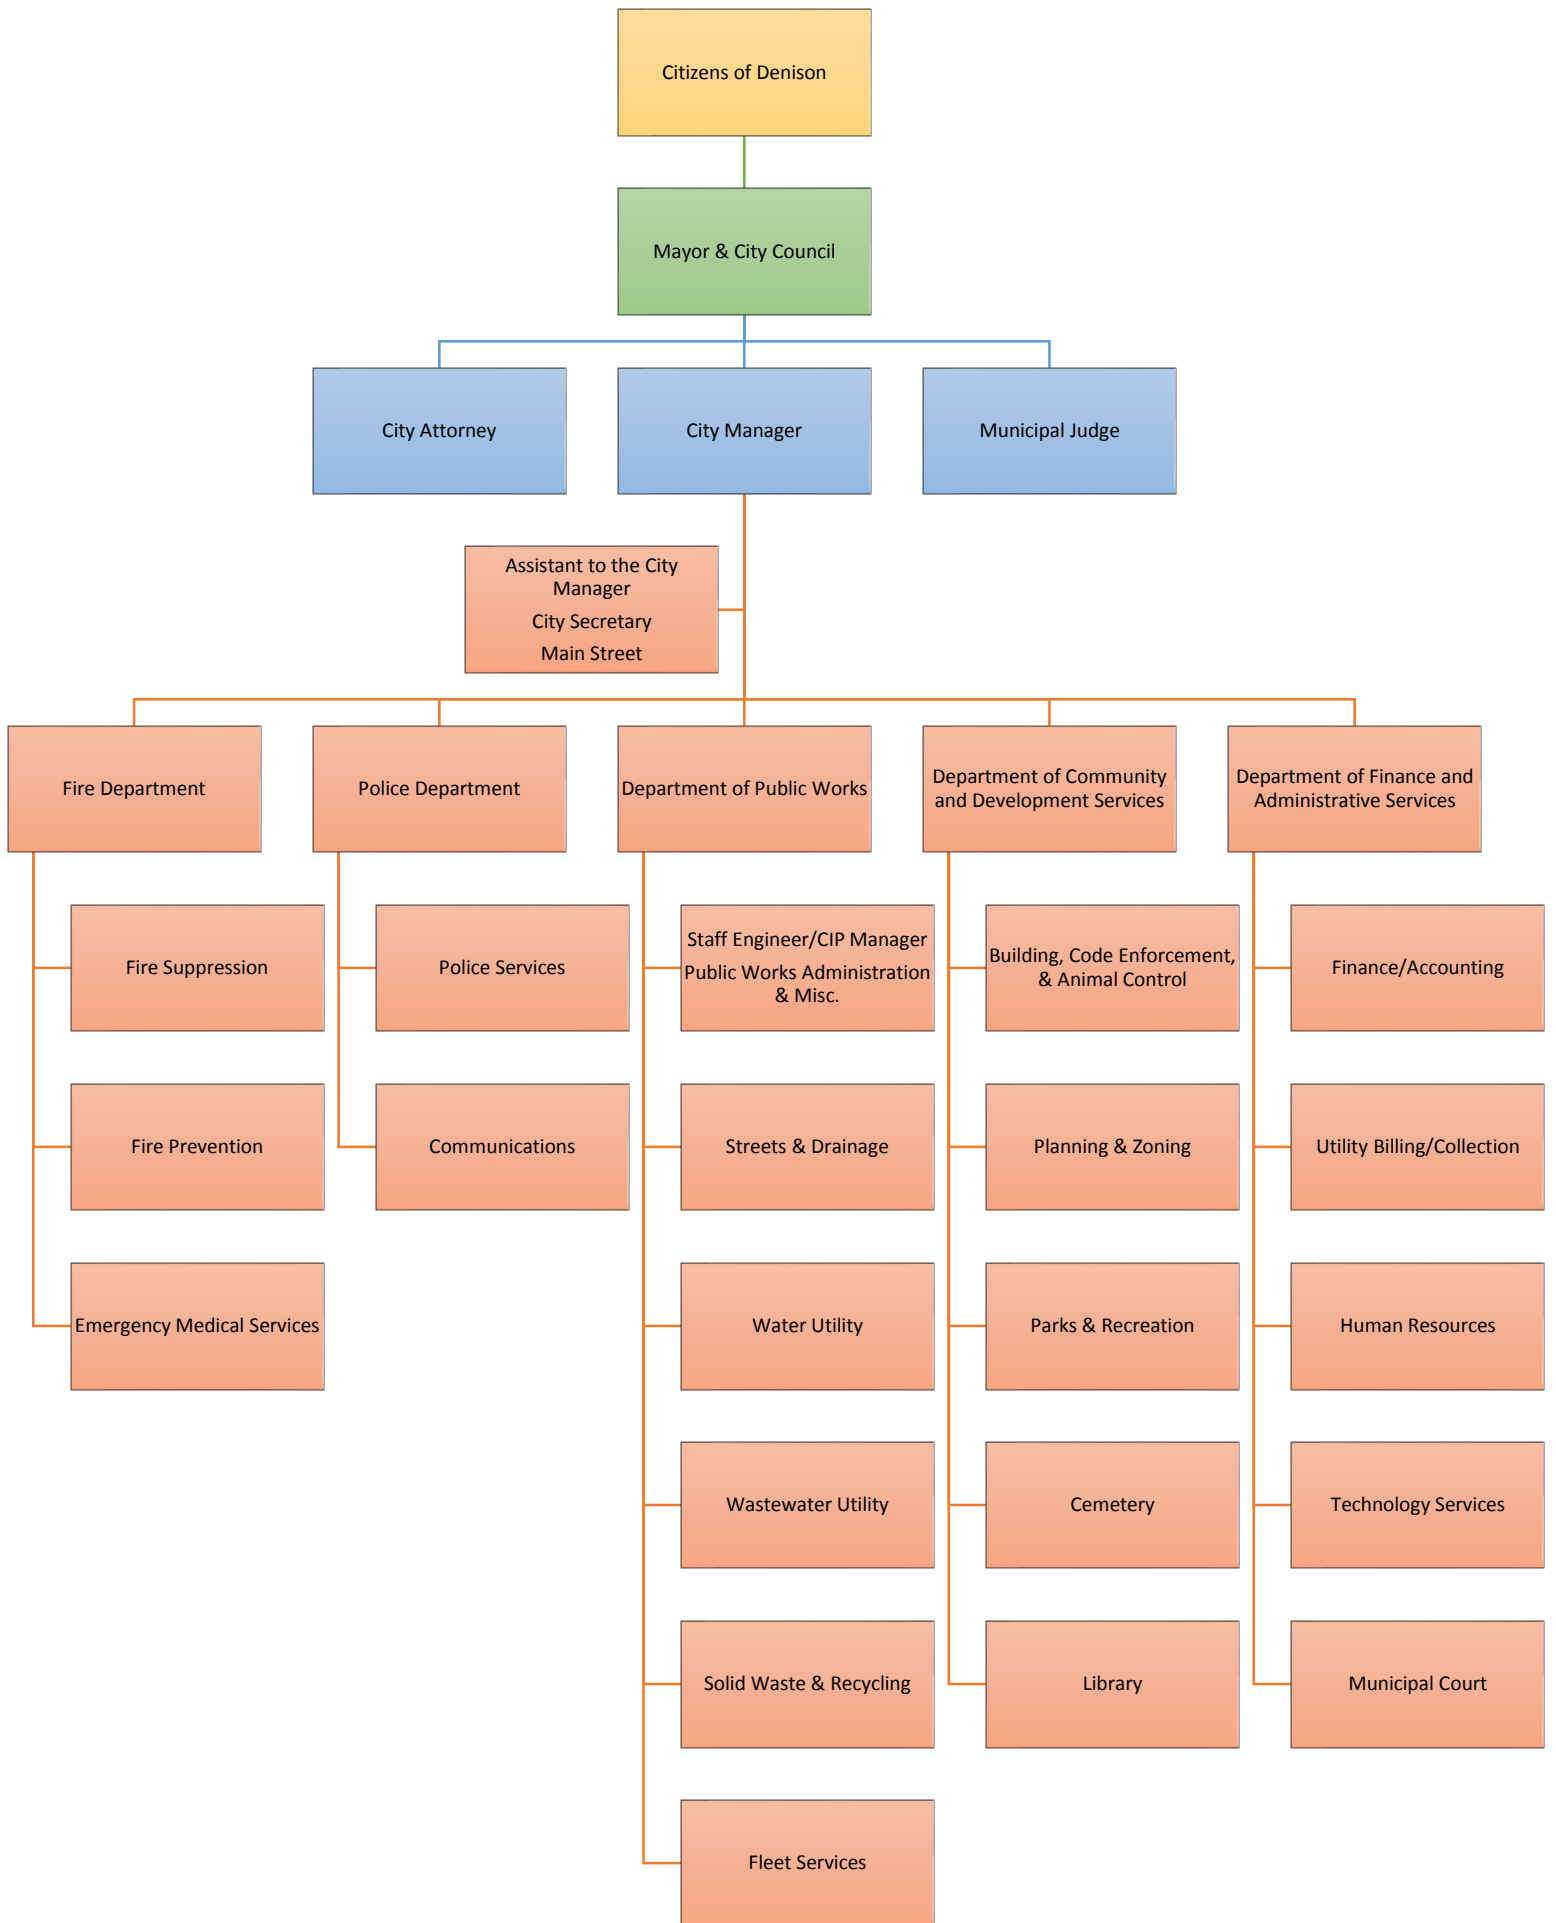 Citizens of Denison
Mayor & City Council
City Attorney
City Manager
Municipal Judge
Assistant to the City
Manager
City Secretary
Main Street
Fire Department
Police Department
Department of Public Works
Department of Community
and Development Services
Department of Finance and
Administrative Services
Fire Suppression
Police Services
Staff Engineer/CIP Manager
Public Works Administration
& Misc.
Building, Code Enforcement,
& Animal Control
Finance/Accounting
Fire Prevention
Communications
Streets & Drainage
Planning & Zoning
Utility Billing/Collection
Emergency Medical Services
Water Utility
Parks & Recreation
Human Resources
Wastewater Utility
Cemetery
Technology Services
Solid Waste & Recycling
Library
Municipal Court
Fleet Services